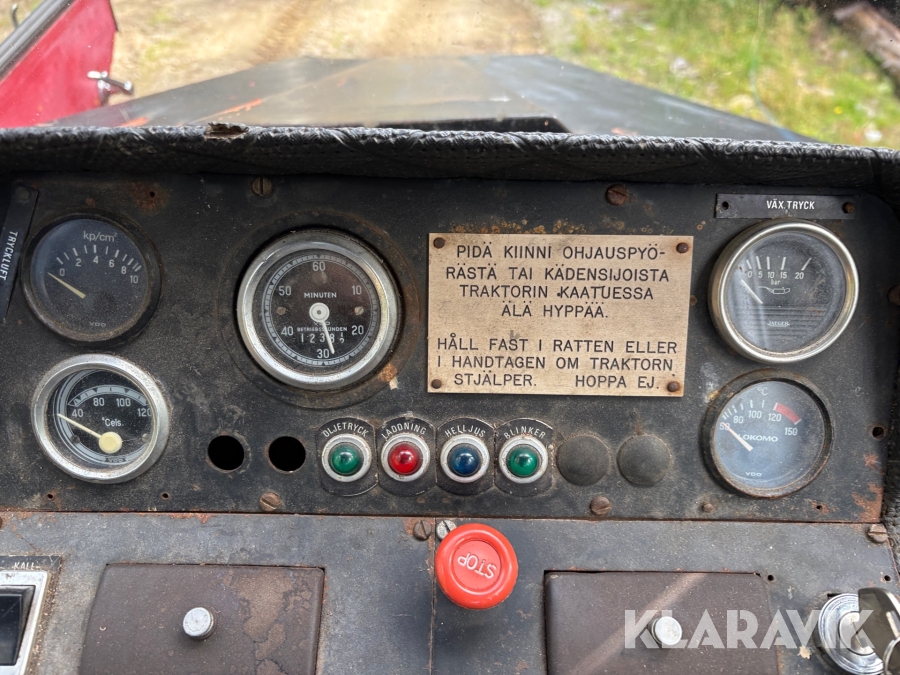 VÄX. TRYCK
TRYCKLUFT
kp/cm²
0 2 4 6 8 10
VDO
60
50 MINUTEN 10
40 BETRIEBSSTUNDEN 20
30
PIDÄ KIINNI OHJAUSPYÖ-
RÄSTÄ TAI KÄDENSIJOISTA
TRAKTORIN KAATUESSA
ÄLÄ HYPPÄÄ.
HÅLL FAST I RATTEN ELLER
I HANDTAGEN OM TRAKTORN
STJÄLPER. HOPPA EJ.
0 5 10 15 20
bar
40 80 100 120
°Cels.
OLJETRYCK
LADDNING
HELLJUS
BLINKER
°C
50 80 100 120 150
LOKOMO
VDO
STOP
KALL
KLARAVIK